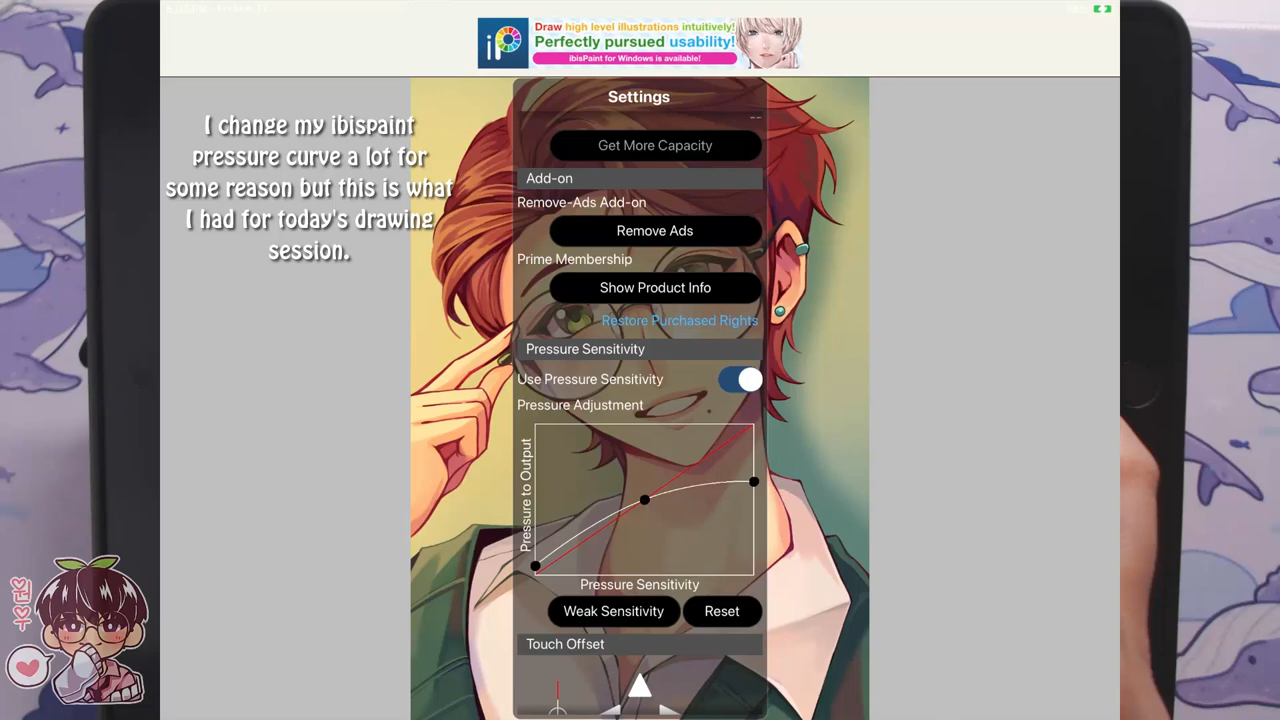 Draw high level illustrations intuitively!
Perfectly pursued usability!
ibisPaint for Windows is available!
Settings
I change my ibispaint
pressure curve a lot for
some reason but this is what
I had for today's drawing
session.
--
Get More Capacity
Add-on
Remove-Ads Add-on
Remove Ads
Prime Membership
Show Product Info
Restore Purchased Rights
Pressure Sensitivity
Use Pressure Sensitivity
Pressure Adjustment
Pressure to Output
Pressure Sensitivity
Weak Sensitivity
Reset
Touch Offset
원
우